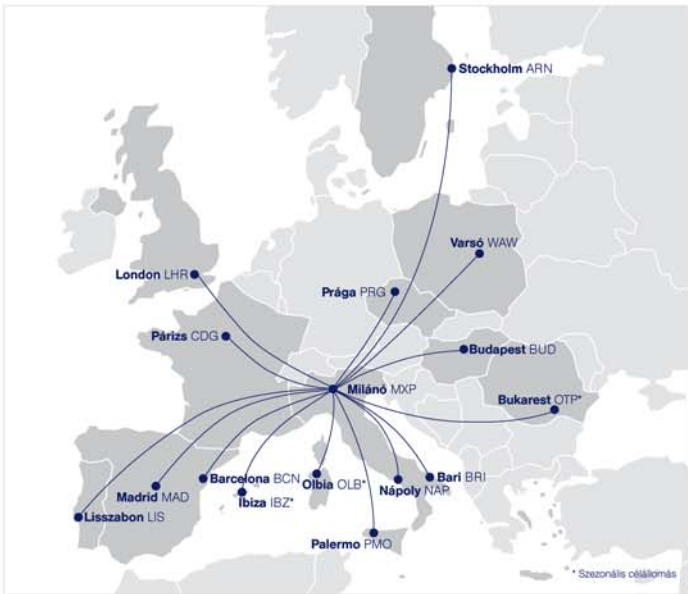 Stockholm ARN
Varsó WAW
London LHR
Prága PRG
Párizs CDG
Budapest BUD
Milánó MXP
Bukarest OTP*
Barcelona BCN
Olbia OLB*
Bari BRI
Madrid MAD
Ibiza IBZ*
Nápoly NAP
Lisszabon LIS
Palermo PMO
* Szezonális célállomás